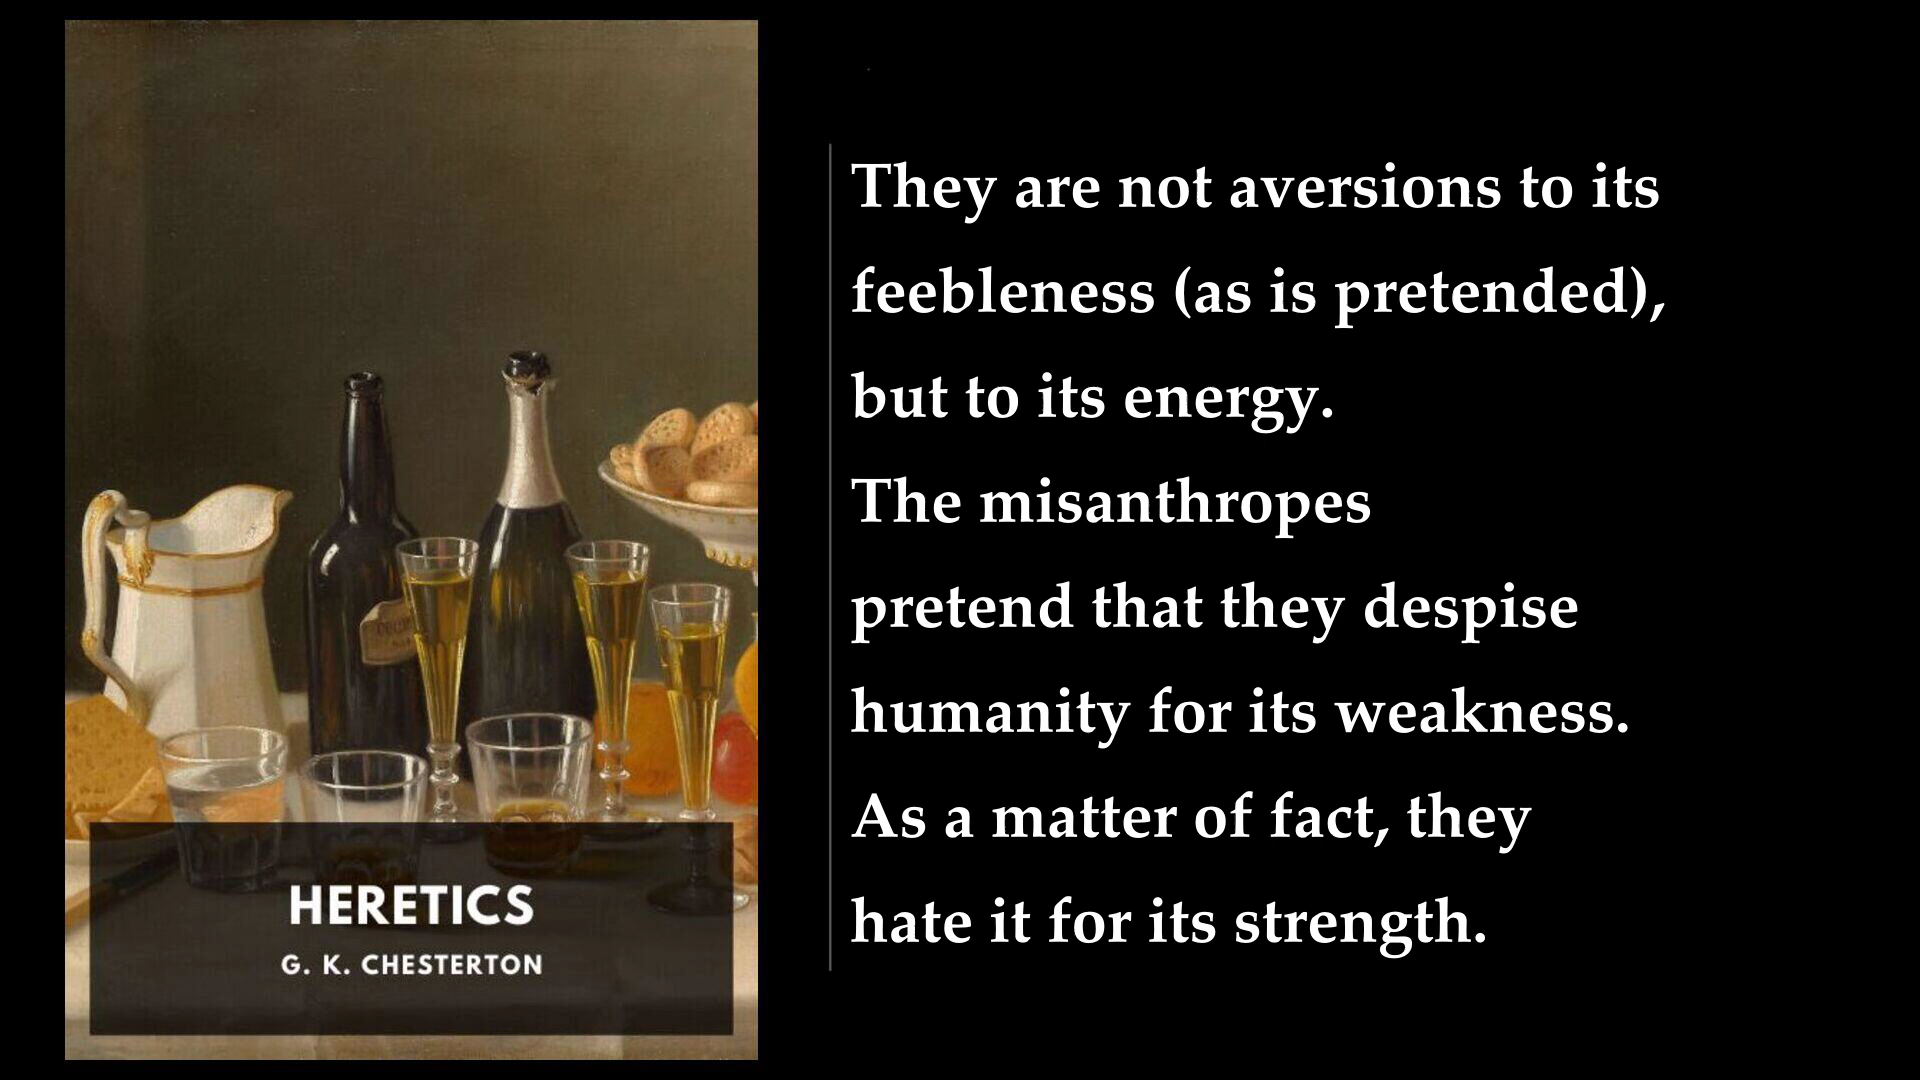 They are not aversions to its
feebleness (as is pretended),
but to its energy.
The misanthropes
pretend that they despise
humanity for its weakness.
As a matter of fact, they
hate it for its strength.
HERETICS
G. K. CHESTERTON